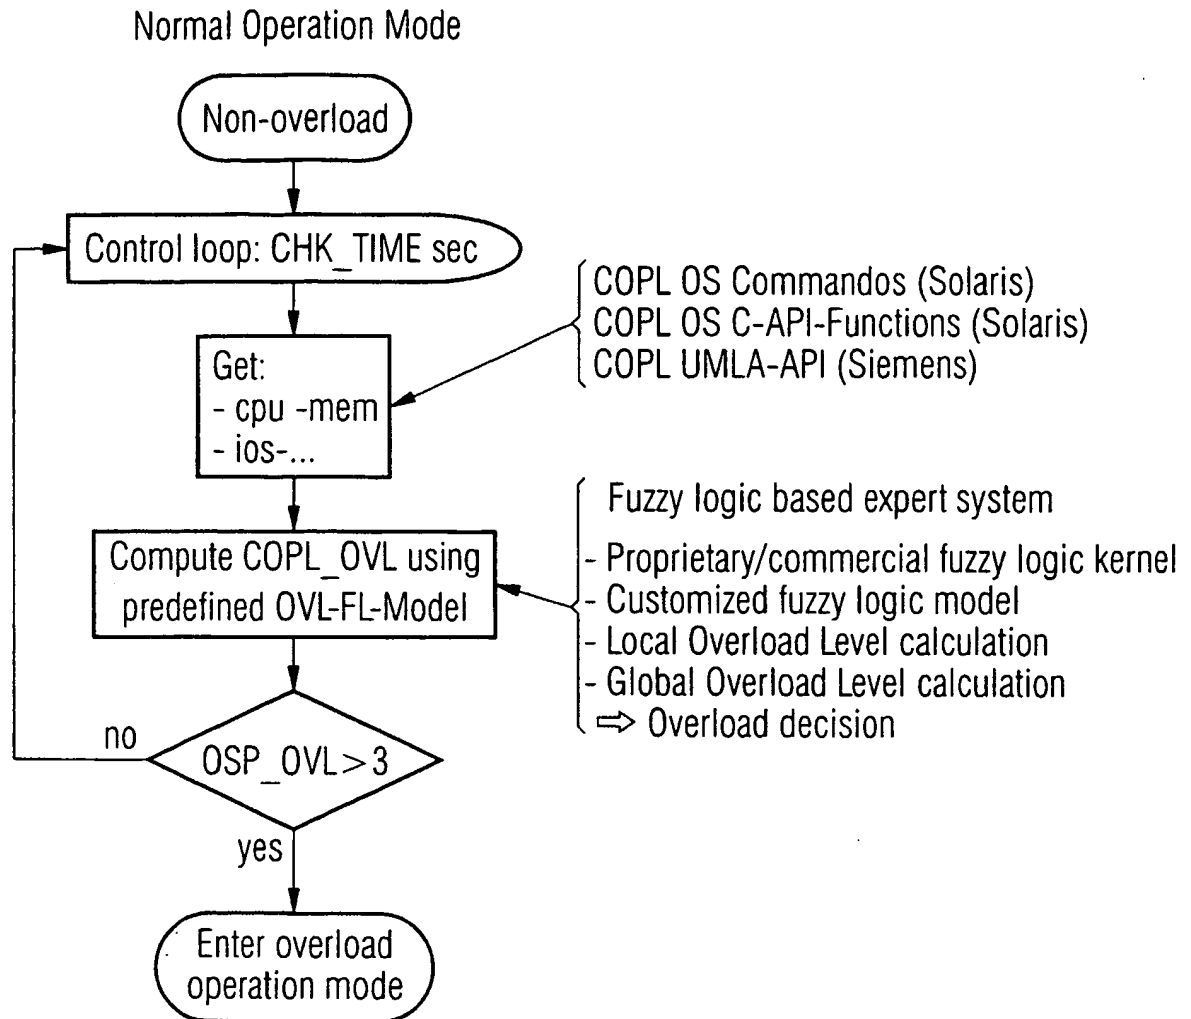 Normal Operation Mode
Non-overload
Control loop: CHK_TIME sec
COPL OS Commandos (Solaris)
COPL OS C-API-Functions (Solaris)
COPL UMLA-API (Siemens)
Get:
- cpu -mem
- ios-...
Fuzzy logic based expert system
- Proprietary/commercial fuzzy logic kernel
- Customized fuzzy logic model
- Local Overload Level calculation
- Global Overload Level calculation
⇨ Overload decision
Compute COPL_OVL using
predefined OVL-FL-Model
no
OSP_OVL>3
yes
Enter overload
operation mode